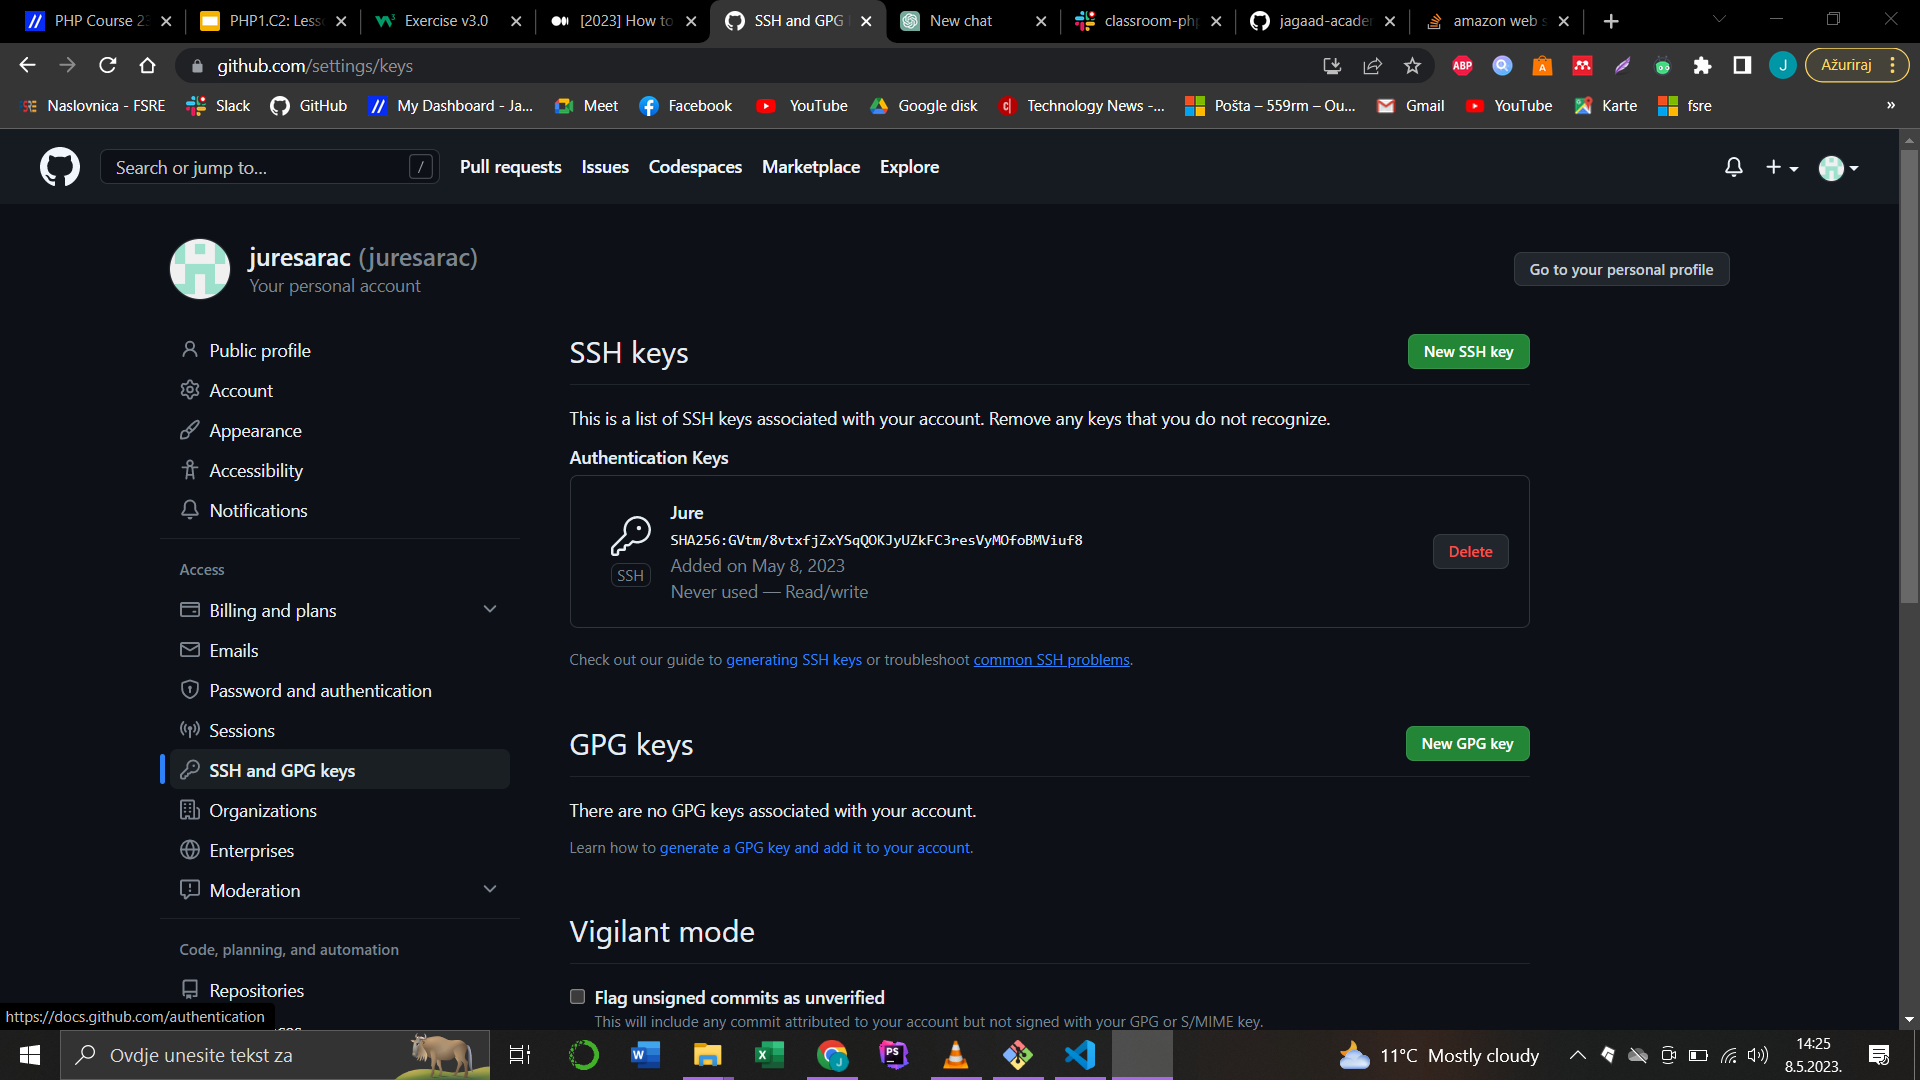 PHP Course 23
PHP1.C2: Less
Exercise v3.0
[2023] How to
SSH and GPG
New chat
classroom-php
jagaad-acader
amazon web s
github.com/settings/keys
ABP
J
Ažuriraj
Naslovnica - FSRE
Slack
GitHub
My Dashboard - Ja...
Meet
Facebook
YouTube
Google disk
Technology News -...
Pošta – 559rm – Ou...
Gmail
YouTube
Karte
fsre
»
Search or jump to...
/
Pull requests
Issues
Codespaces
Marketplace
Explore
juresarac (juresarac)
Your personal account
Go to your personal profile
Public profile
Account
Appearance
Accessibility
Notifications
Access
Billing and plans
Emails
Password and authentication
Sessions
SSH and GPG keys
Organizations
Enterprises
Moderation
Code, planning, and automation
Repositories
SSH keys
New SSH key
This is a list of SSH keys associated with your account. Remove any keys that you do not recognize.
Authentication Keys
Jure
SHA256:GVtm/8vtxfjZxYSqQOKJyUZkFC3resVyMOfoBMViuf8
Added on May 8, 2023
Never used — Read/write
SSH
Delete
Check out our guide to generating SSH keys or troubleshoot common SSH problems.
GPG keys
New GPG key
There are no GPG keys associated with your account.
Learn how to generate a GPG key and add it to your account.
Vigilant mode
Flag unsigned commits as unverified
This will include any commit attributed to your account but not signed with your GPG or S/MIME key.
https://docs.github.com/authentication
Ovdje unesite tekst za
11°C Mostly cloudy
14:25
8.5.2023.